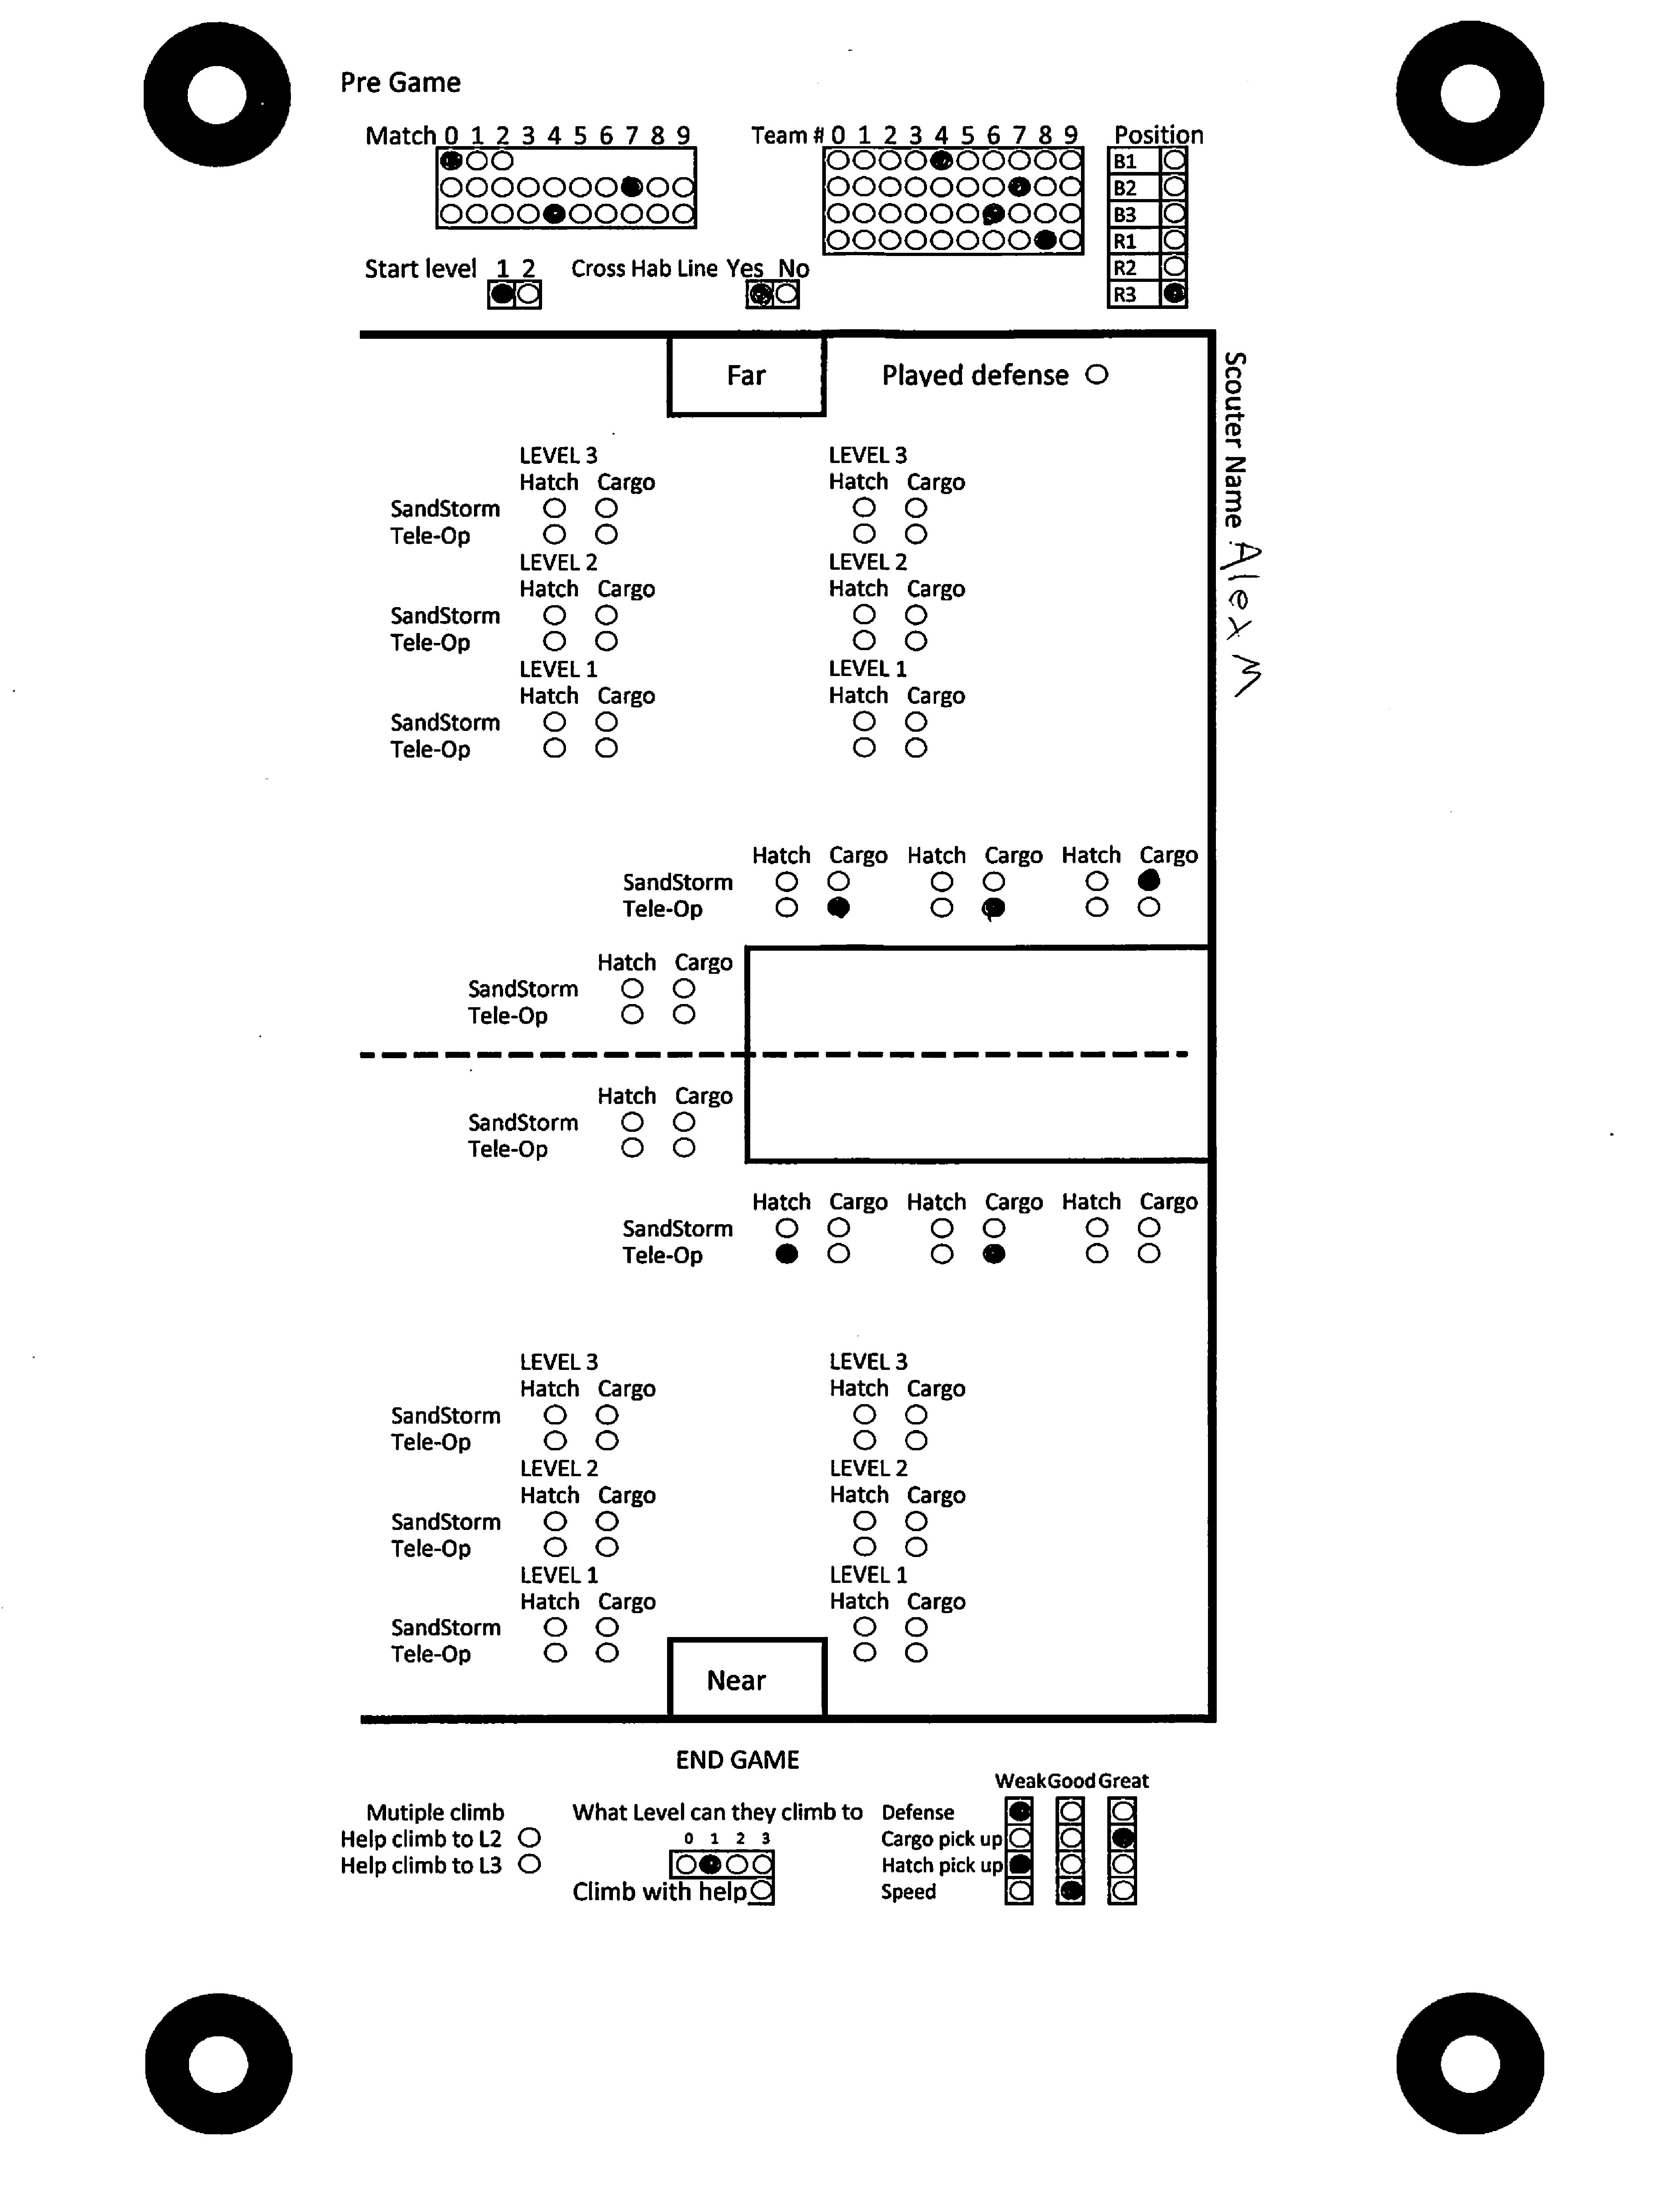 Pre Game
Match 0 1 2 3 4 5 6 7 8 9
Team # 0 1 2 3 4 5 6 7 8 9
Position
B1
B2
B3
R1
R2
R3
Start level 1 2
Cross Hab Line Yes No
Far
Played defense
Scouter Name Alex M
LEVEL 3 LEVEL 3
Hatch Cargo Hatch Cargo
SandStorm
Tele-Op
LEVEL 2 LEVEL 2
Hatch Cargo Hatch Cargo
SandStorm
Tele-Op
LEVEL 1 LEVEL 1
Hatch Cargo Hatch Cargo
SandStorm
Tele-Op
Hatch Cargo Hatch Cargo Hatch Cargo
SandStorm
Tele-Op
Hatch Cargo
SandStorm
Tele-Op
Hatch Cargo
SandStorm
Tele-Op
Hatch Cargo Hatch Cargo Hatch Cargo
SandStorm
Tele-Op
LEVEL 3 LEVEL 3
Hatch Cargo Hatch Cargo
SandStorm
Tele-Op
LEVEL 2 LEVEL 2
Hatch Cargo Hatch Cargo
SandStorm
Tele-Op
LEVEL 1 LEVEL 1
Hatch Cargo Hatch Cargo
SandStorm
Tele-Op
Near
END GAME
Mutiple climb
Help climb to L2
Help climb to L3
What Level can they climb to
0 1 2 3
Climb with help
Weak Good Great
Defense
Cargo pick up
Hatch pick up
Speed